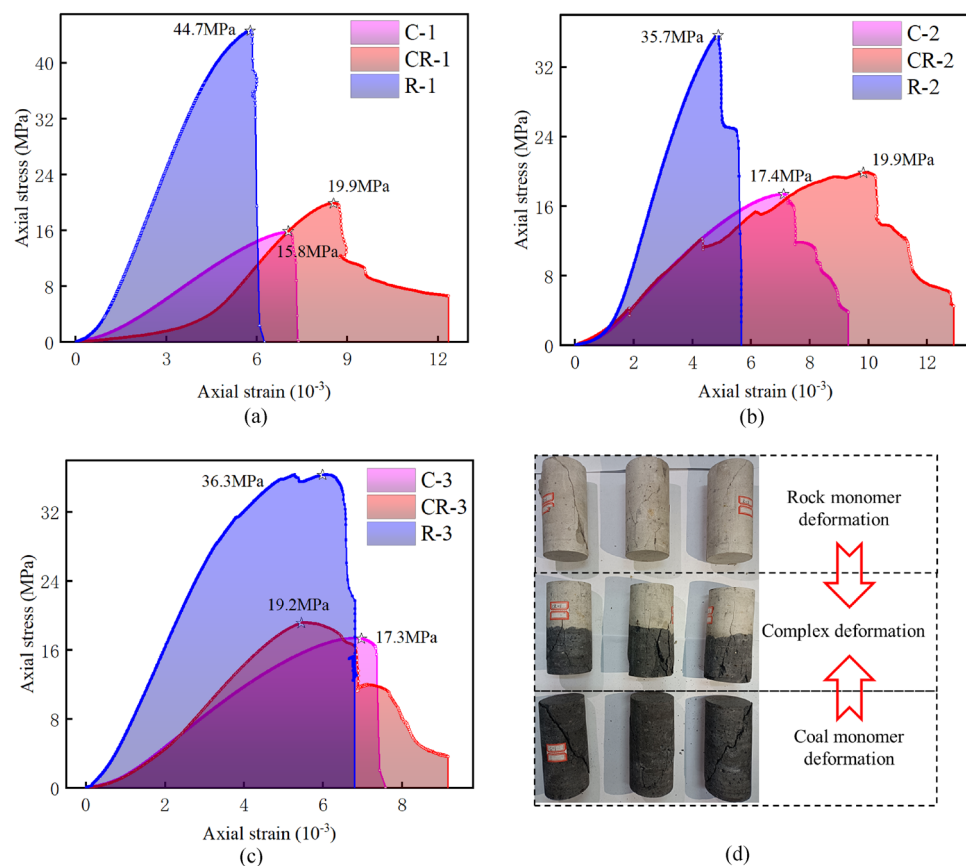 44.7MPa
C-1
CR-1
R-1
19.9MPa
15.8MPa
40
32
24
16
8
0
Axial stress (MPa)
0 3 6 9 12
Axial strain (10⁻³)
(a)
35.7MPa
C-2
CR-2
R-2
17.4MPa
19.9MPa
36
24
16
8
0
Axial stress (MPa)
0 2 4 6 8 10 12
Axial strain (10⁻³)
(b)
36.3MPa
C-3
CR-3
R-3
19.2MPa
17.3MPa
32
24
16
8
0
Axial stress (MPa)
0 2 4 6 8
Axial strain (10⁻³)
(c)
Rock monomer
deformation
Complex deformation
Coal monomer
deformation
(d)